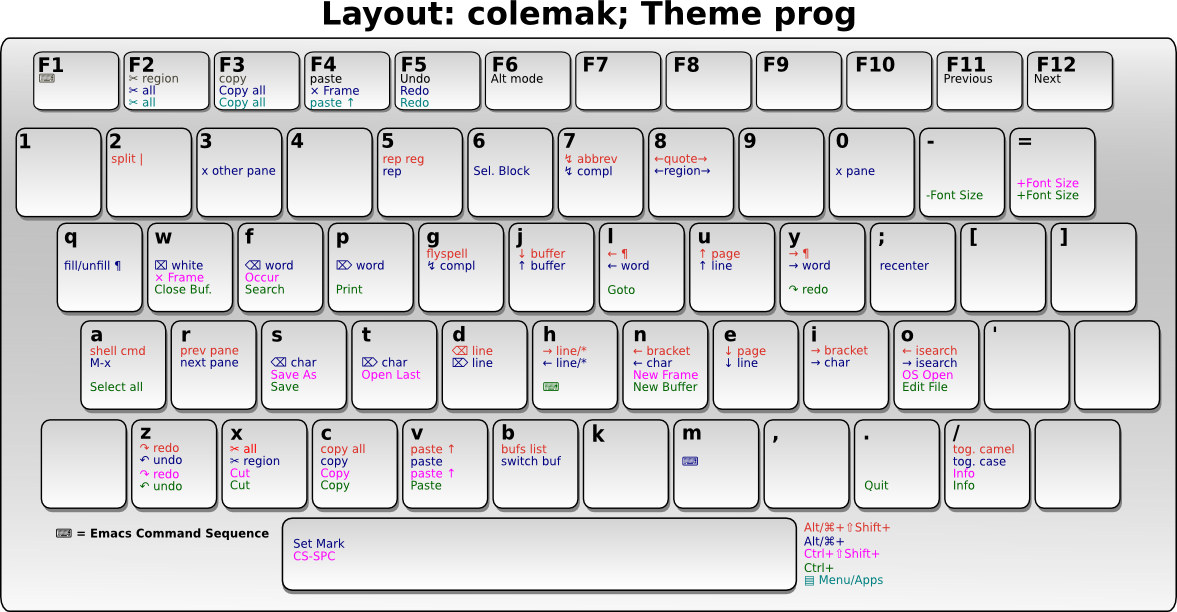 Layout: colemak; Theme prog
F1
⌨
F2
✂ region
✂ all
✂ all
F3
copy
Copy all
Copy all
F4
paste
× Frame
paste ↑
F5
Undo
Redo
Redo
F6
Alt mode
F7
F8
F9
F10
F11
Previous
F12
Next
1
2
split |
3
x other pane
4
5
rep reg
rep
6
Sel. Block
7
↯ abbrev
↯ compl
8
←quote→
←region→
9
0
x pane
-
-Font Size
=
+Font Size
+Font Size
q
fill/unfill ¶
w
⌧ white
× Frame
Close Buf.
f
⌫ word
Occur
Search
p
⌦ word
Print
g
flyspell
↯ compl
j
↓ buffer
↑ buffer
l
← ¶
← word
Goto
u
↑ page
↑ line
y
→ ¶
→ word
↷ redo
;
recenter
[
]
a
shell cmd
M-x
Select all
r
prev pane
next pane
s
⌫ char
Save As
Save
t
⌦ char
Open Last
d
⌫ line
⌦ line
h
→ line/*
← line/*
⌨
n
← bracket
← char
New Frame
New Buffer
e
↓ page
↓ line
i
→ bracket
→ char
o
← isearch
→ isearch
OS Open
Edit File
'
z
↷ redo
↶ undo
↷ redo
↶ undo
x
✂ all
✂ region
Cut
Cut
c
copy all
copy
Copy
Copy
v
paste ↑
paste
paste ↑
Paste
b
bufs list
switch buf
k
m
⌨
,
.
Quit
/
tog. camel
tog. case
Info
Info
⌨ = Emacs Command Sequence
Set Mark
CS-SPC
Alt/⌘+⇧Shift+
Alt/⌘+
Ctrl+⇧Shift+
Ctrl+
▤ Menu/Apps